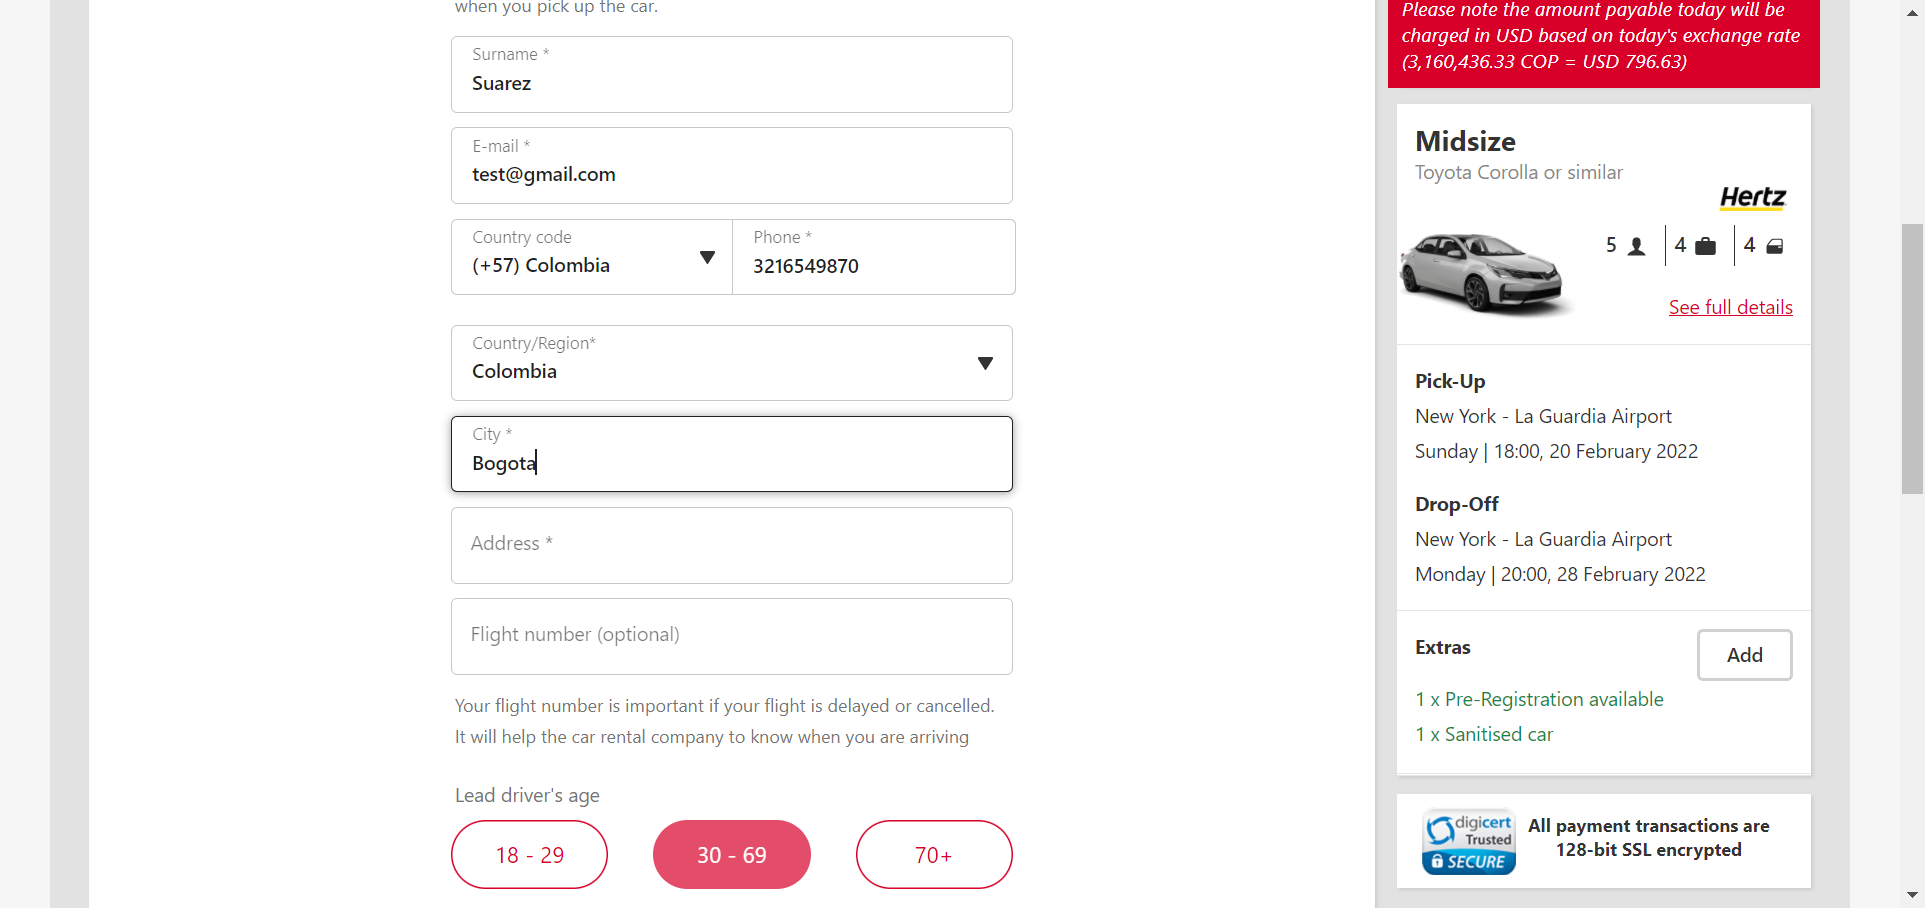 when you pick up the car.
Surname *
Suarez
E-mail *
test@gmail.com
Country code
(+57) Colombia
Phone *
3216549870
Country/Region*
Colombia
City *
Bogota
Address *
Flight number (optional)
Your flight number is important if your flight is delayed or cancelled.
It will help the car rental company to know when you are arriving
Lead driver's age
18 - 29
30 - 69
70+
Please note the amount payable today will be
charged in USD based on today's exchange rate
(3,160,436.33 COP = USD 796.63)
Midsize
Toyota Corolla or similar
Hertz
5 4 4
See full details
Pick-Up
New York - La Guardia Airport
Sunday | 18:00, 20 February 2022
Drop-Off
New York - La Guardia Airport
Monday | 20:00, 28 February 2022
Extras
Add
1 x Pre-Registration available
1 x Sanitised car
digicert
Trusted
SECURE
All payment transactions are
128-bit SSL encrypted